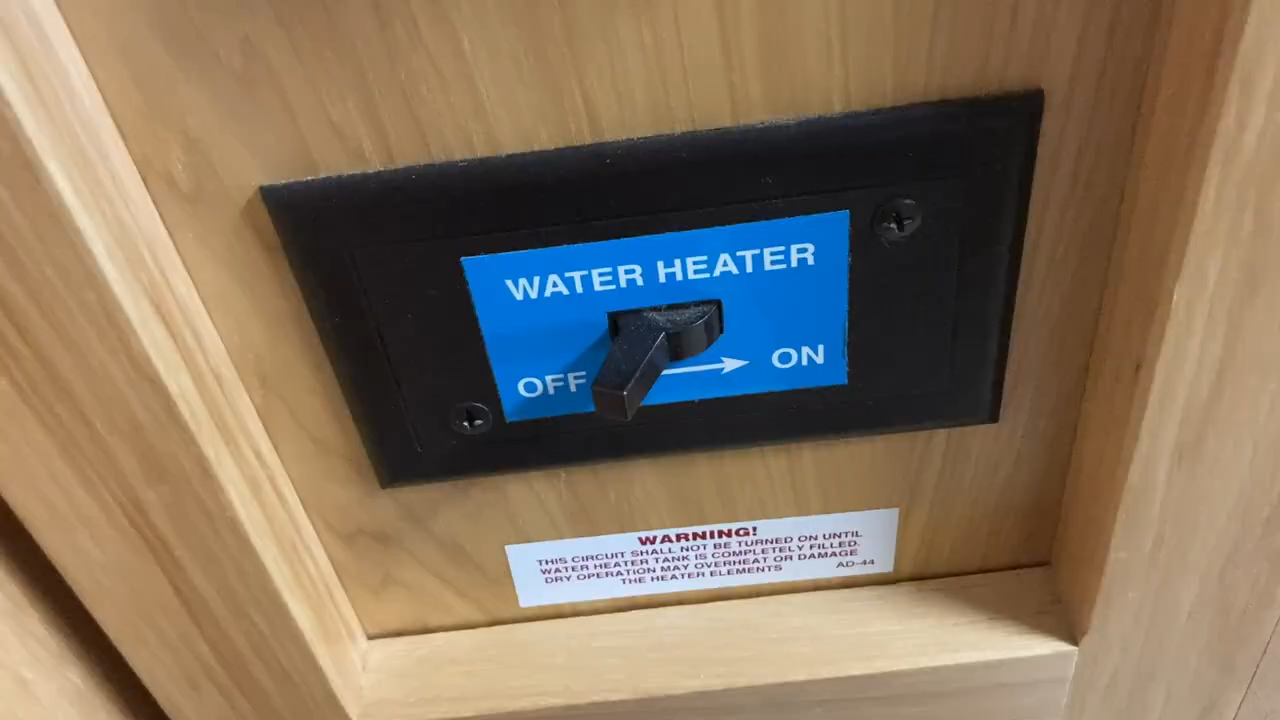 WATER HEATER
OFF ON
WARNING!
THIS CIRCUIT SHALL NOT BE TURNED ON UNTIL
WATER HEATER TANK IS COMPLETELY FILLED.
DRY OPERATION MAY OVERHEAT OR DAMAGE
THE HEATER ELEMENTS AD-44